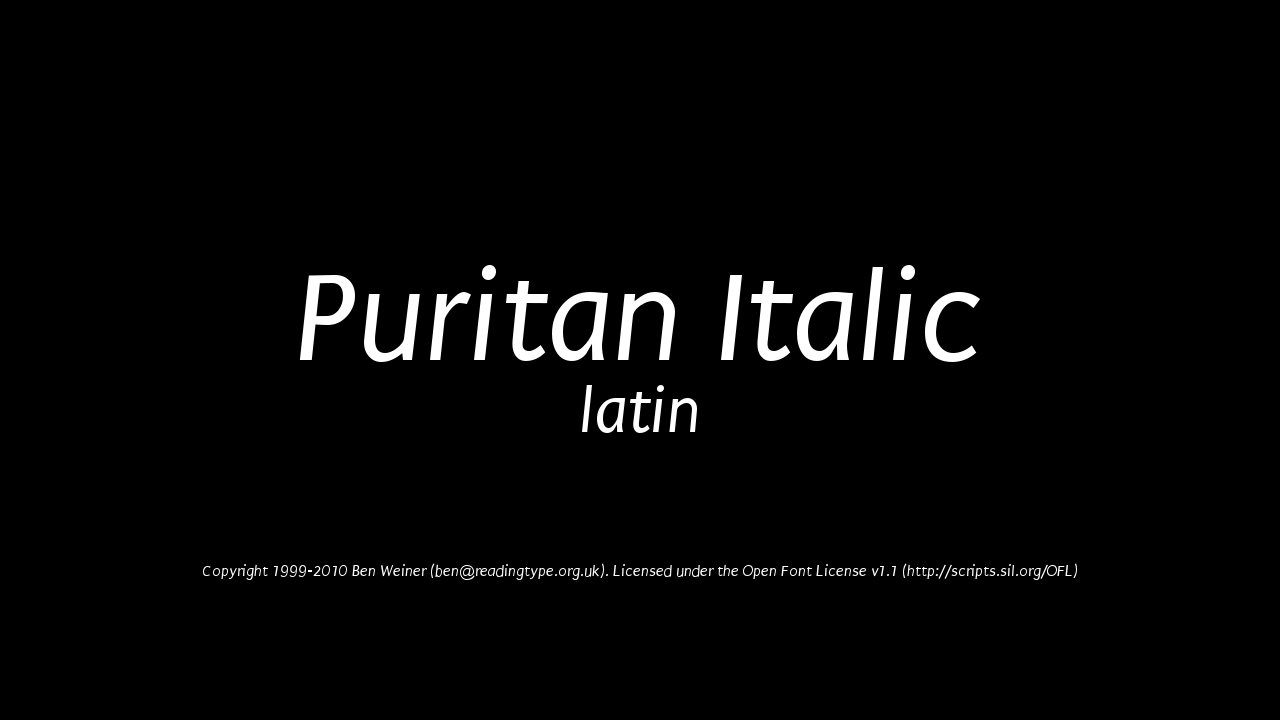 Puritan Italic
latin
Copyright 1999-2010 Ben Weiner (ben@readingtype.org.uk). Licensed under the Open Font License v1.1 (http://scripts.sil.org/OFL)